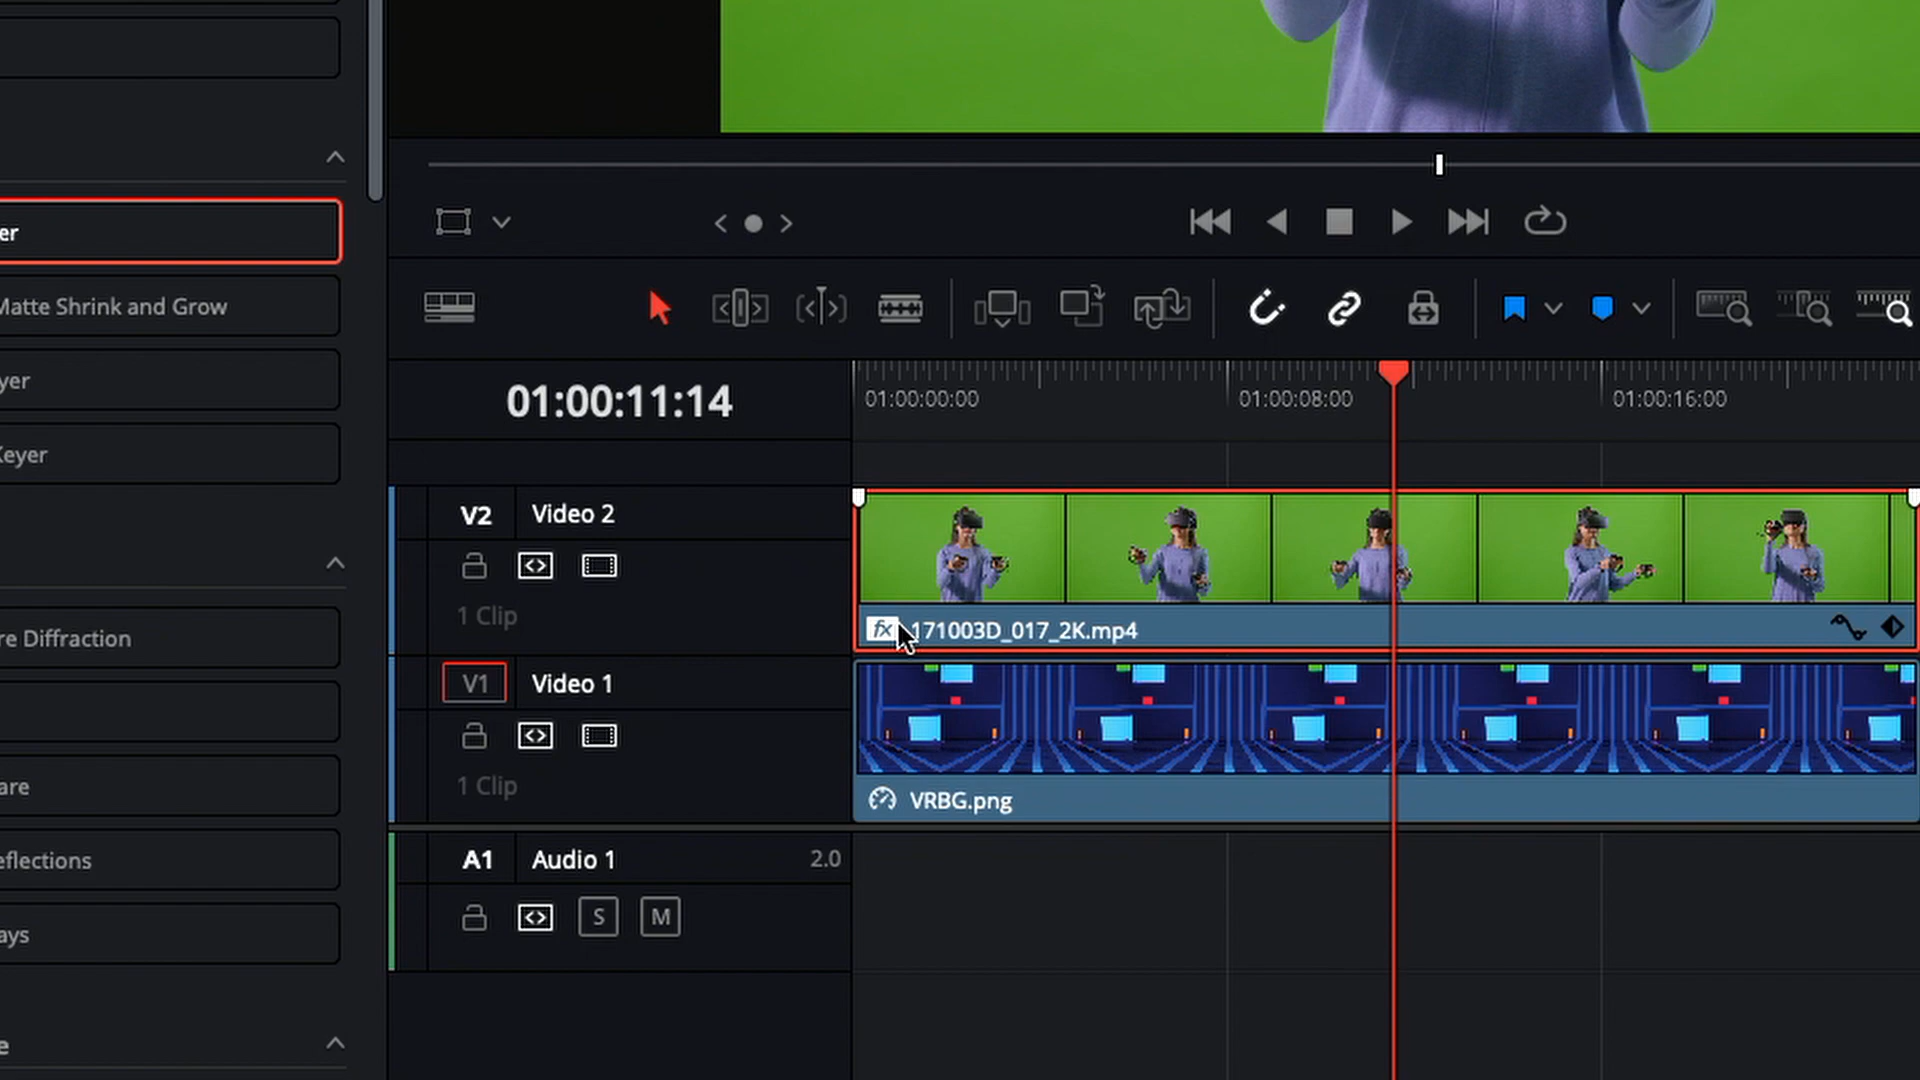 er
Matte Shrink and Grow
yer
Keyer
re Diffraction
are
eflections
ays
e
01:00:11:14
01:00:00:00
01:00:08:00
01:00:16:00
V2
Video 2
1 Clip
fx
171003D_017_2K.mp4
V1
Video 1
1 Clip
VRBG.png
A1
Audio 1
2.0
S
M